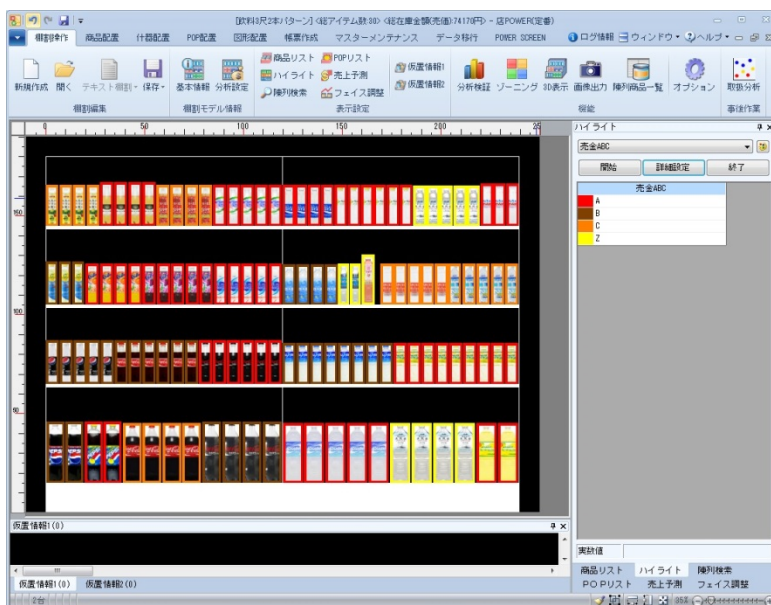 [飲料3尺2本パターン] <総アイテム数:30> <総在庫金額(売価):74170円> - 店POWER(定番)
棚割操作 商品配置 什器配置 POP配置 図形配置 帳票作成 マスターメンテナンス データ移行 POWER SCREEN ログ情報 ウィンドウ ヘルプ
商品リスト POPリスト 仮置情報1
ハイライト 売上予測 仮置情報2
陳列検索 フェイス調整
新規作成 開く テキスト棚割 保存 基本情報 分析設定 分析検証 ゾーニング 3D表示 画像出力 陳列商品一覧 オプション 取扱分析
棚割編集 棚割モデル情報 表示設定 機能 事後作業
0 50 100 150 200 25
150
100
50
ハイライト
売金ABC
開始 詳細設定 終了
売金ABC
A
B
C
Z
仮置情報1(0)
仮置情報1(0) 仮置情報2(0)
実数値
商品リスト ハイライト 陳列検索
POPリスト 売上予測 フェイス調整
35%